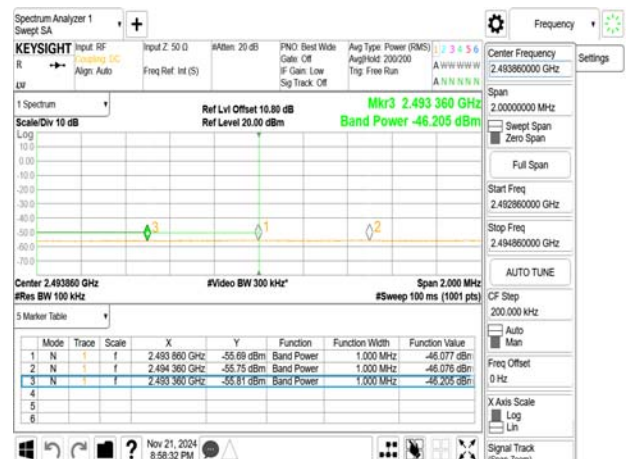 Spectrum Analyzer 1
Swept SA
+
Frequency
KEYSIGHT
R
LXI
Input: RF
Coupling: DC
Align: Auto
Input Z: 50 Ω
Freq Ref: Int (S)
#Atten: 20 dB
PNO: Best Wide
Gate: Off
IF Gain: Low
Sig Track: Off
Avg Type: Power (RMS)
Avg|Hold: 200/200
Trig: Free Run
1 2 3 4 5 6
A W W W W W
A N N N N N
1 Spectrum
Scale/Div 10 dB
Ref Lvl Offset 10.80 dB
Ref Level 20.00 dBm
Mkr3 2.493 360 GHz
Band Power -46.205 dBm
Log
10.0
0.00
-10.0
-20.0
-30.0
-40.0
-50.0
-60.0
-70.0
3
1
2
Center 2.493860 GHz
#Res BW 100 kHz
#Video BW 300 kHz*
Span 2.000 MHz
#Sweep 100 ms (1001 pts)
5 Marker Table
Mode Trace Scale X Y Function Function Width Function Value
1 N 1 f 2.493 860 GHz -55.69 dBm Band Power 1.000 MHz -46.077 dBm
2 N 1 f 2.494 360 GHz -55.75 dBm Band Power 1.000 MHz -46.076 dBm
3 N 1 f 2.493 360 GHz -55.81 dBm Band Power 1.000 MHz -46.205 dBm
4
5
6
?
Nov 21, 2024
8:58:32 PM
Center Frequency
2.493860000 GHz
Settings
Span
2.00000000 MHz
Swept Span
Zero Span
Full Span
Start Freq
2.492860000 GHz
Stop Freq
2.494860000 GHz
AUTO TUNE
CF Step
200.000 kHz
Auto
Man
Freq Offset
0 Hz
X Axis Scale
Log
Lin
Signal Track
(Span Zoom)